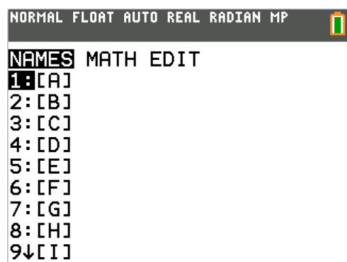 NORMAL FLOAT AUTO REAL RADIAN MP
NAMES MATH EDIT
1:[A]
2:[B]
3:[C]
4:[D]
5:[E]
6:[F]
7:[G]
8:[H]
9↓[I]